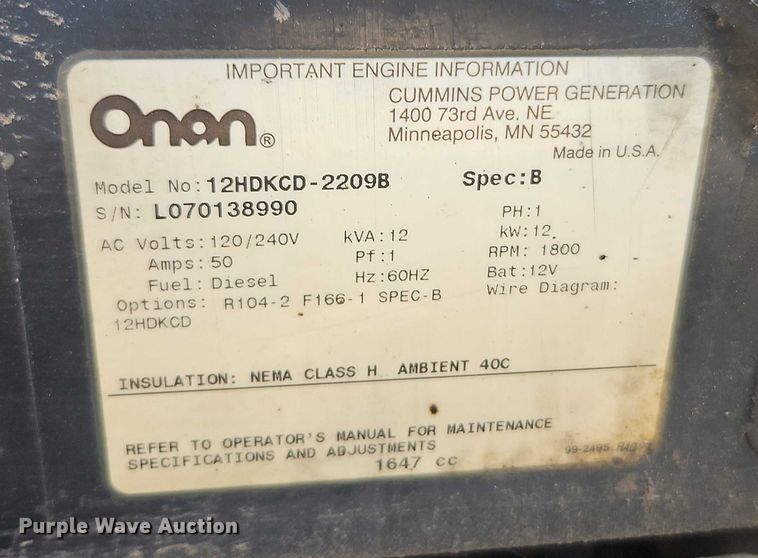 IMPORTANT ENGINE INFORMATION
Onan®
CUMMINS POWER GENERATION
1400 73rd Ave. NE
Minneapolis, MN 55432
Made in U.S.A.
Model No: 12HDKCD-2209B Spec:B
S/N: L070138990 PH:1
AC Volts: 120/240V kVA: 12 kW: 12
Amps: 50 Pf: 1 RPM: 1800
Fuel: Diesel Hz: 60HZ Bat: 12V
Options: R104-2 F166-1 SPEC-B Wire Diagram:
12HDKCD
INSULATION: NEMA CLASS H AMBIENT 40C
REFER TO OPERATOR'S MANUAL FOR MAINTENANCE
SPECIFICATIONS AND ADJUSTMENTS
1647 CC
Purple Wave Auction